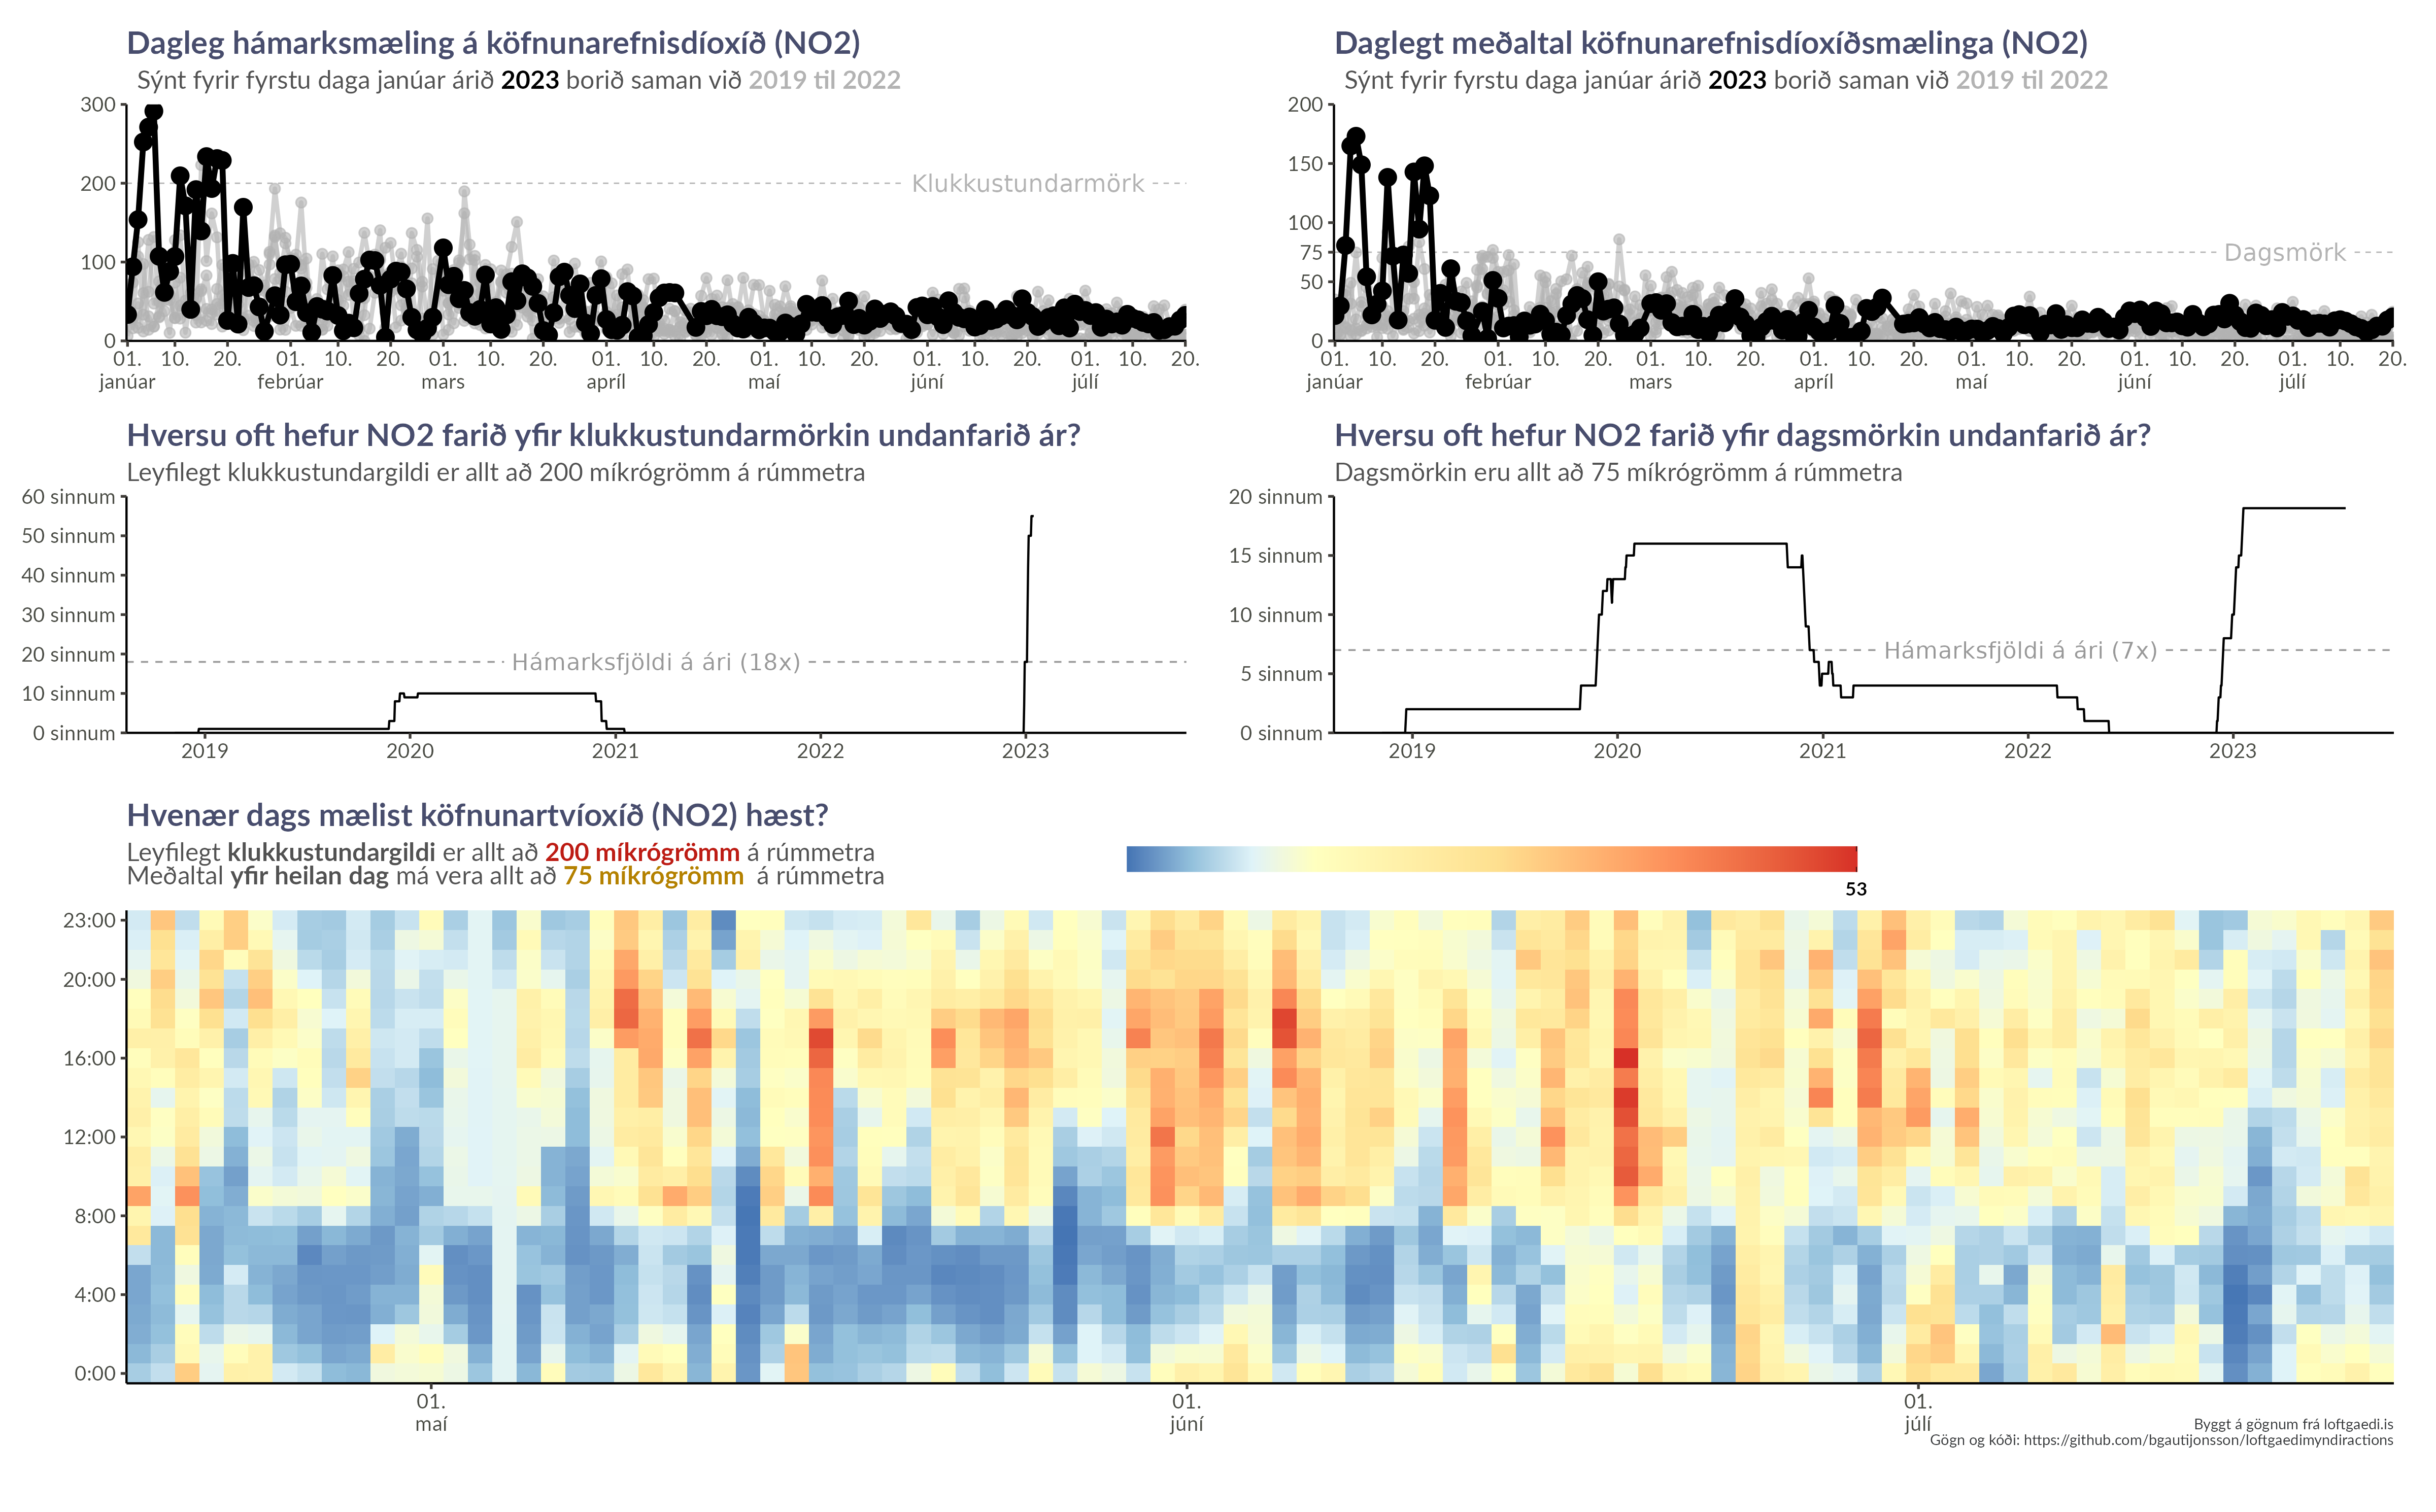 Dagleg hámarksmæling á köfnunarefnisdíoxíð (NO2)
Sýnt fyrir fyrstu daga janúar árið 2023 borið saman við 2019 til 2022
300
200
100
0
Klukkustundarmörk
01. 10. 20. 01. 10. 20. 01. 10. 20. 01. 10. 20. 01. 10. 20. 01. 10. 20. 01. 10. 20.
janúar febrúar mars apríl maí júní júlí
Daglegt meðaltal köfnunarefnisdíoxíðsmælinga (NO2)
Sýnt fyrir fyrstu daga janúar árið 2023 borið saman við 2019 til 2022
200
150
100
75
50
0
Dagsmörk
01. 10. 20. 01. 10. 20. 01. 10. 20. 01. 10. 20. 01. 10. 20. 01. 10. 20. 01. 10. 20.
janúar febrúar mars apríl maí júní júlí
Hversu oft hefur NO2 farið yfir klukkustundarmörkin undanfarið ár?
Leyfilegt klukkustundargildi er allt að 200 míkrógrömm á rúmmetra
60 sinnum
50 sinnum
40 sinnum
30 sinnum
20 sinnum
10 sinnum
0 sinnum
Hámarksfjöldi á ári (18x)
2019 2020 2021 2022 2023
Hversu oft hefur NO2 farið yfir dagsmörkin undanfarið ár?
Dagsmörkin eru allt að 75 míkrógrömm á rúmmetra
20 sinnum
15 sinnum
10 sinnum
5 sinnum
0 sinnum
Hámarksfjöldi á ári (7x)
2019 2020 2021 2022 2023
Hvenær dags mælist köfnunartvíoxíð (NO2) hæst?
Leyfilegt klukkustundargildi er allt að 200 míkrógrömm á rúmmetra
Meðaltal yfir heilan dag má vera allt að 75 míkrógrömm á rúmmetra
53
23:00
20:00
16:00
12:00
8:00
4:00
0:00
01. 01. 01.
maí júní júlí
Byggt á gögnum frá loftgaedi.is
Gögn og kóði: https://github.com/bgautijonsson/loftgaedimyndiractions